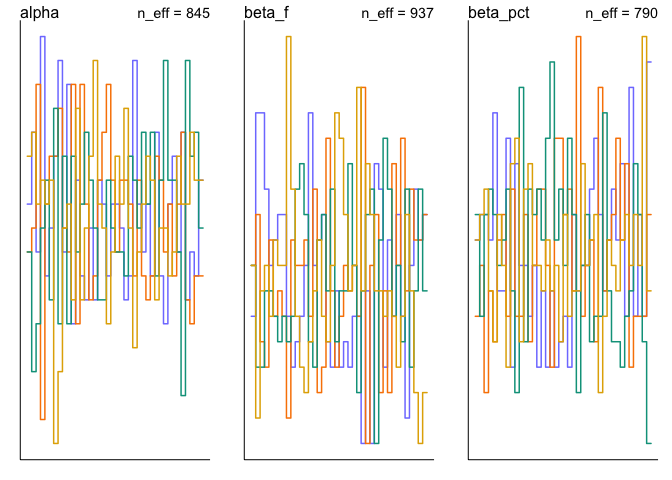 alpha n_eff = 845
beta_f n_eff = 937
beta_pct n_eff = 790